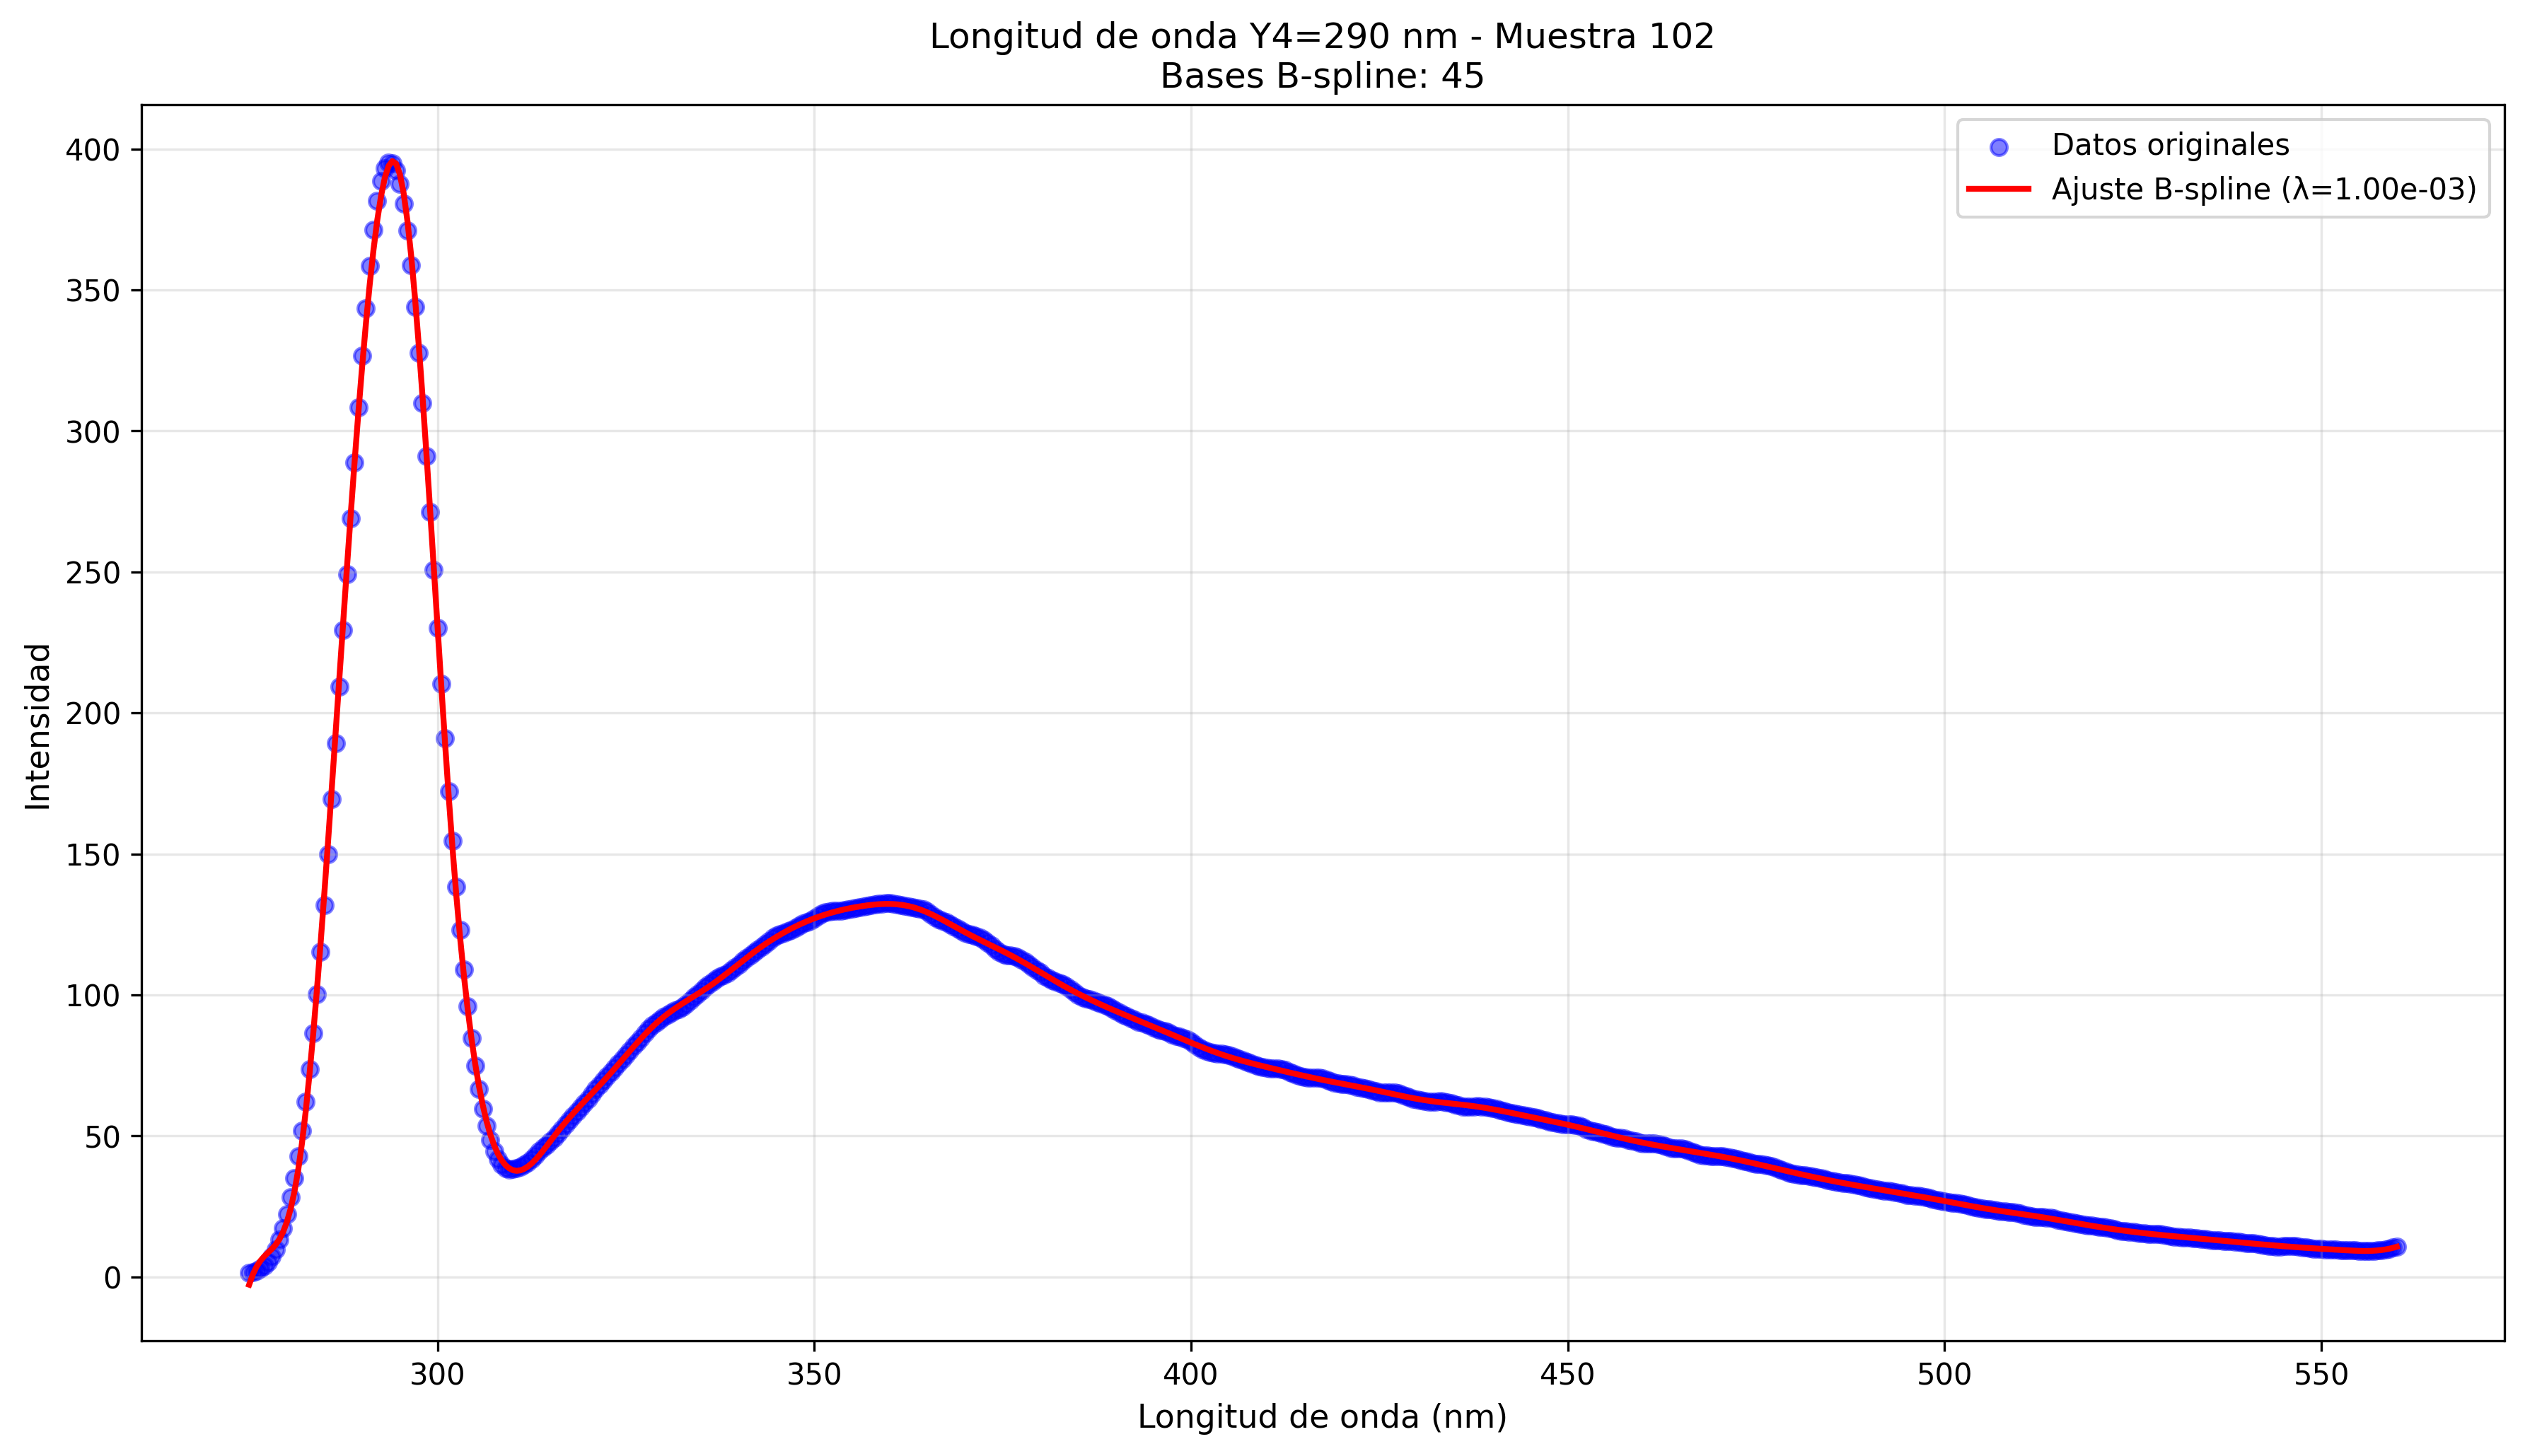 Longitud de onda Y4=290 nm - Muestra 102
Bases B-spline: 45
Datos originales
Ajuste B-spline (λ=1.00e-03)
Intensidad
400
350
300
250
200
150
100
50
0
300 350 400 450 500 550
Longitud de onda (nm)